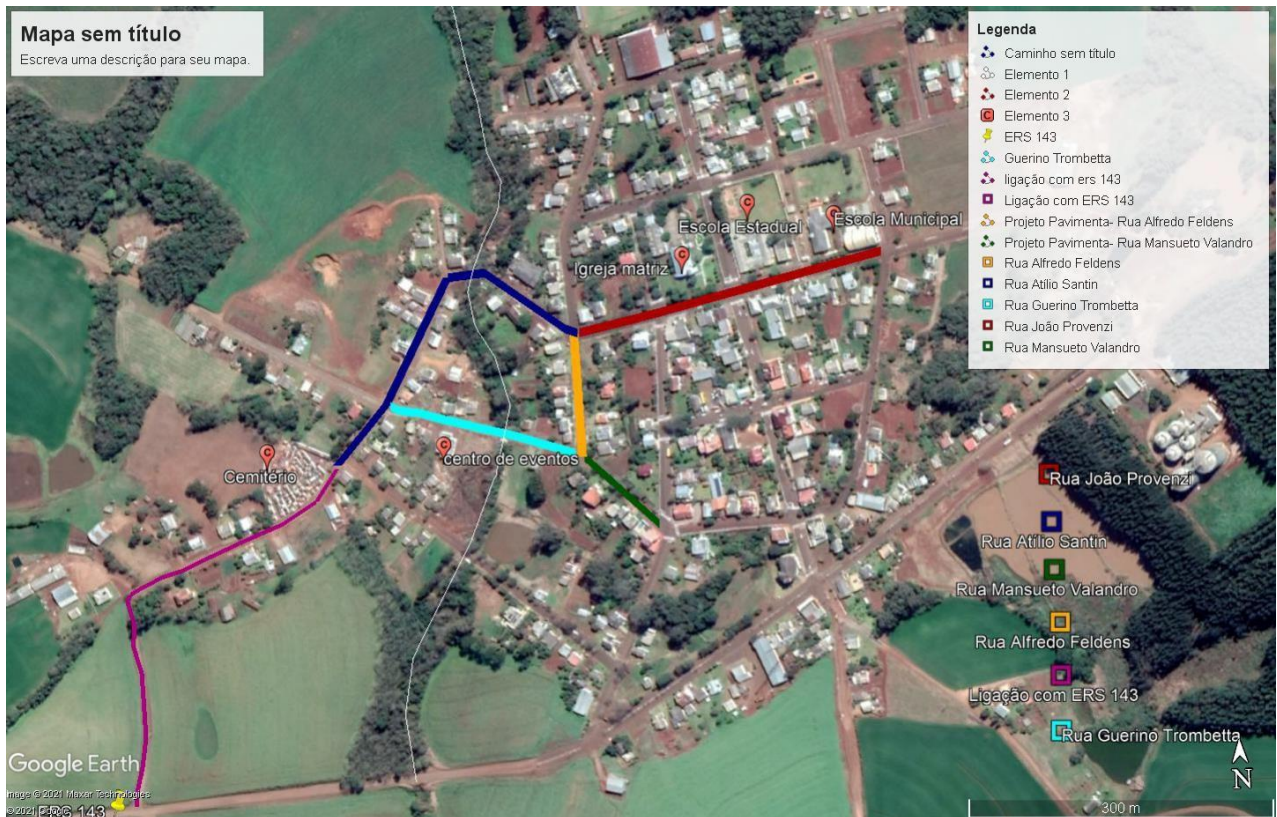 Mapa sem título
Escreva uma descrição para seu mapa.
Legenda
Caminho sem título
Elemento 1
Elemento 2
C Elemento 3
ERS 143
Guerino Trombetta
ligação com ers 143
Ligação com ERS 143
Projeto Pavimenta- Rua Alfredo Feldens
Projeto Pavimenta- Rua Mansueto Valandro
Rua Alfredo Feldens
Rua Atílio Santin
Rua Guerino Trombetta
Rua João Provenzi
Rua Mansueto Valandro
C
Escola Estadual
Escola Municipal
C
Igreja matriz
C
centro de eventos
C
Cemitério
Rua João Provenzi
Rua Atílio Santin
Rua Mansueto Valandro
Rua Alfredo Feldens
Ligação com ERS 143
Rua Guerino Trombetta
Google Earth
Image © 2021 Maxar Technologies
© 2021 Google
ERS 143
N
300 m